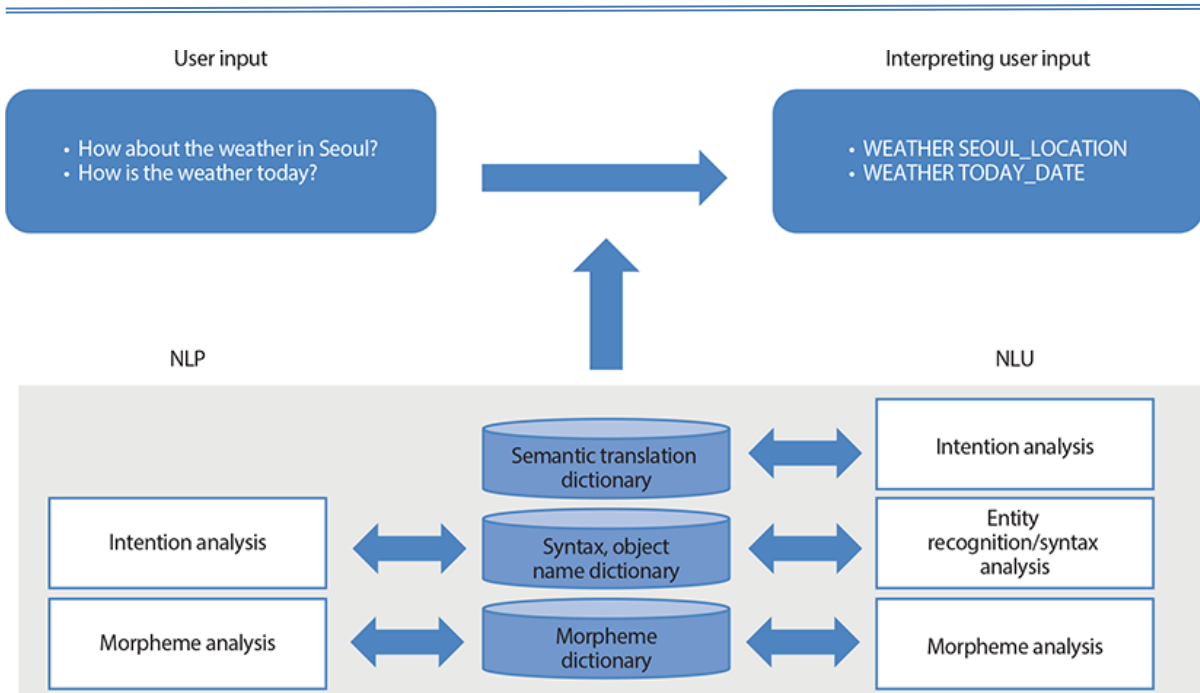 User input
Interpreting user input
• How about the weather in Seoul?
• How is the weather today?
• WEATHER SEOUL_LOCATION
• WEATHER TODAY_DATE
NLP
NLU
Semantic translation
dictionary
Intention analysis
Intention analysis
Syntax, object
name dictionary
Entity
recognition/syntax
analysis
Morpheme analysis
Morpheme
dictionary
Morpheme analysis